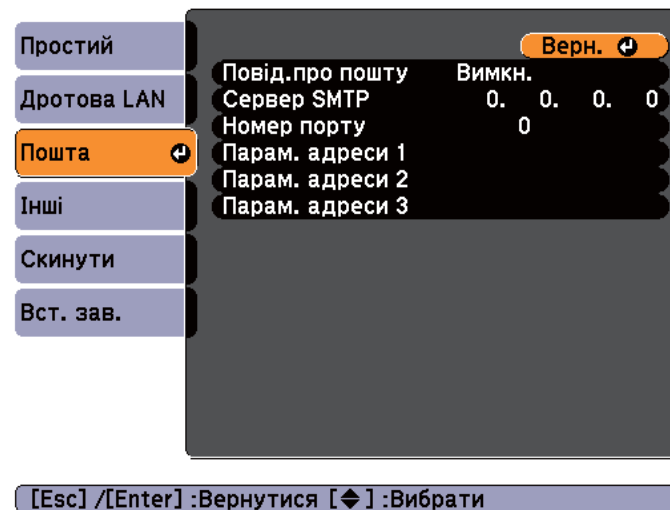 Простий
Дротова LAN
Пошта
Інші
Скинути
Вст. зав.
Верн.
Повід.про пошту Вимкн.
Сервер SMTP 0. 0. 0. 0
Номер порту 0
Парам. адреси 1
Парам. адреси 2
Парам. адреси 3
[Esc] /[Enter] :Вернутися [◆] :Вибрати